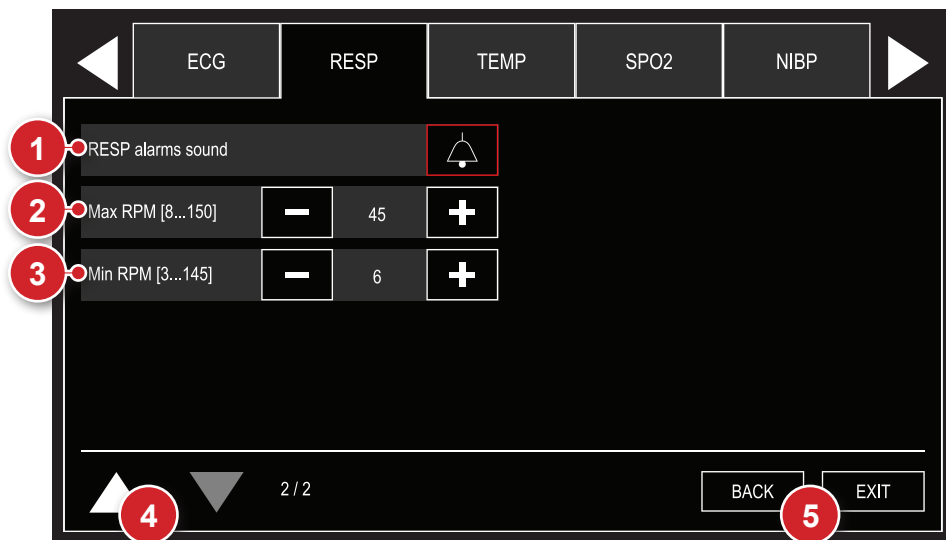 ECG RESP TEMP SPO2 NIBP
1 RESP alarms sound
2 Max RPM [8...150] − 45 +
3 Min RPM [3...145] − 6 +
2 / 2 BACK EXIT
4 5